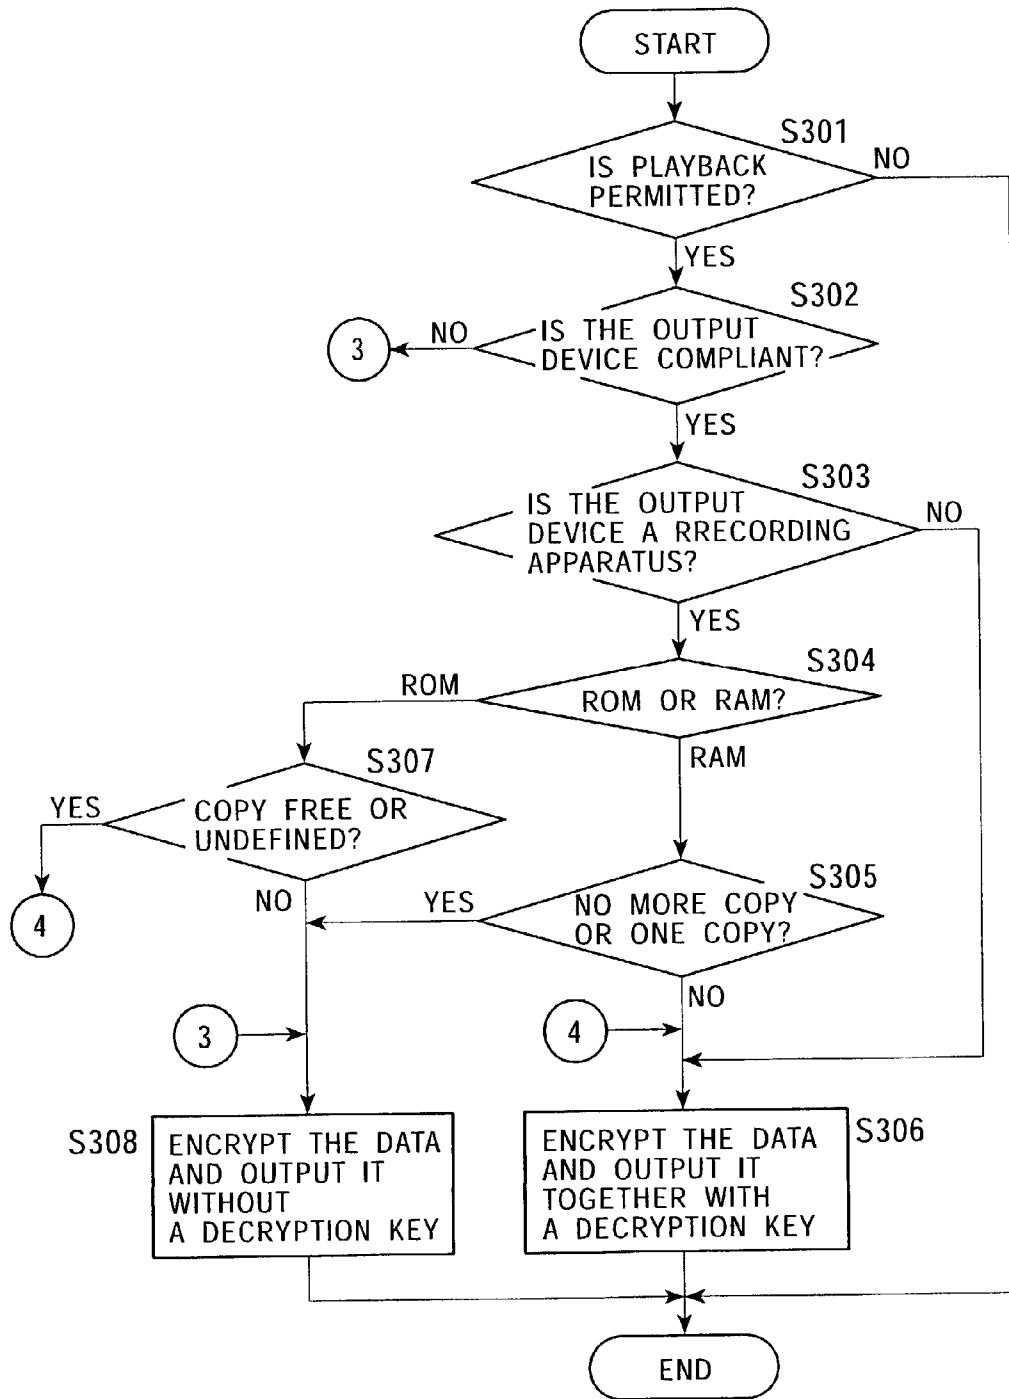 START
S301
IS PLAYBACK
PERMITTED?
NO
YES
S302
3
NO
IS THE OUTPUT
DEVICE COMPLIANT?
YES
S303
IS THE OUTPUT
DEVICE A RRECORDING
APPARATUS?
NO
YES
S304
ROM
ROM OR RAM?
RAM
S307
YES
COPY FREE OR
UNDEFINED?
NO
4
S305
YES
NO MORE COPY
OR ONE COPY?
NO
3
4
S308
ENCRYPT THE DATA
AND OUTPUT IT
WITHOUT
A DECRYPTION KEY
S306
ENCRYPT THE DATA
AND OUTPUT IT
TOGETHER WITH
A DECRYPTION KEY
END